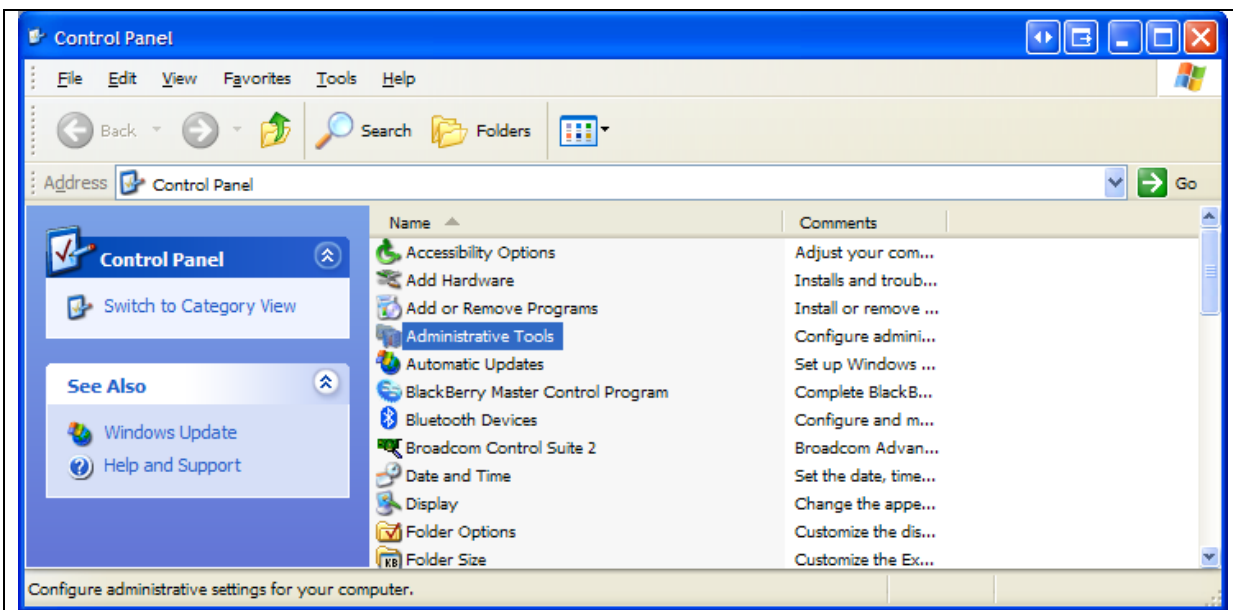 Control Panel
File Edit View Favorites Tools Help
Back Search Folders
Address Control Panel Go
Control Panel
Switch to Category View
See Also
Windows Update
Help and Support
Name Comments
Accessibility Options Adjust your com...
Add Hardware Installs and troub...
Add or Remove Programs Install or remove ...
Administrative Tools Configure admini...
Automatic Updates Set up Windows ...
BlackBerry Master Control Program Complete BlackB...
Bluetooth Devices Configure and m...
Broadcom Control Suite 2 Broadcom Advan...
Date and Time Set the date, time...
Display Change the appe...
Folder Options Customize the dis...
KB Folder Size Customize the Ex...
Configure administrative settings for your computer.